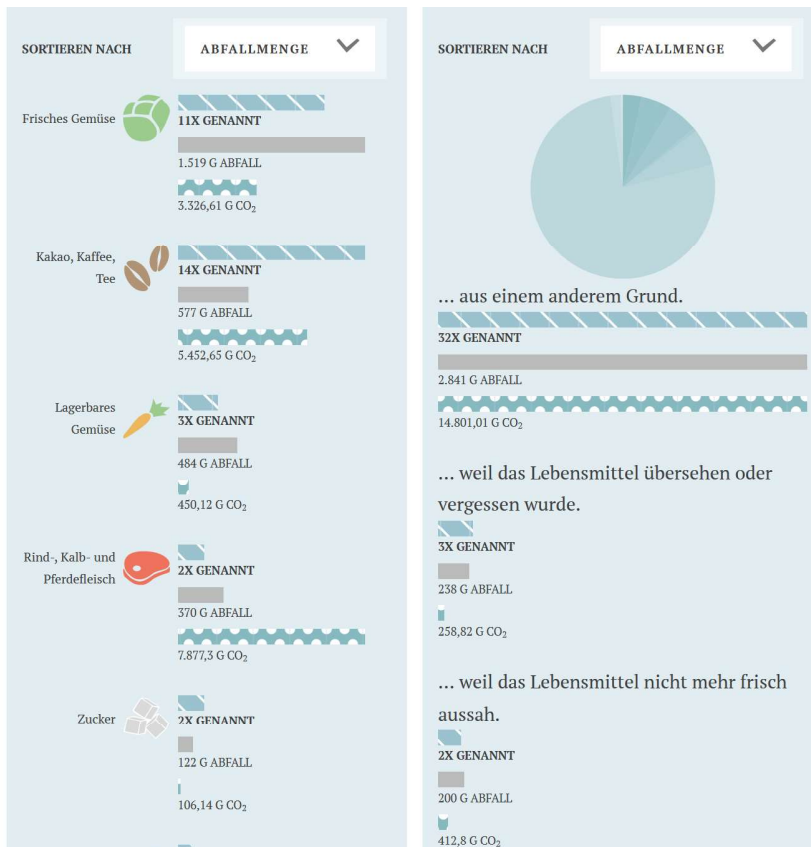 SORTIEREN NACH
ABFALLMENGE
Frisches Gemüse
11X GENANNT
1.519 G ABFALL
3.326,61 G CO₂
Kakao, Kaffee,
Tee
14X GENANNT
577 G ABFALL
5.452,65 G CO₂
Lagerbares
Gemüse
3X GENANNT
484 G ABFALL
450,12 G CO₂
Rind-, Kalb- und
Pferdefleisch
2X GENANNT
370 G ABFALL
7.877,3 G CO₂
Zucker
2X GENANNT
122 G ABFALL
106,14 G CO₂
SORTIEREN NACH
ABFALLMENGE
... aus einem anderem Grund.
32X GENANNT
2.841 G ABFALL
14.801,01 G CO₂
... weil das Lebensmittel übersehen oder
vergessen wurde.
3X GENANNT
238 G ABFALL
258,82 G CO₂
... weil das Lebensmittel nicht mehr frisch
aussah.
2X GENANNT
200 G ABFALL
412,8 G CO₂